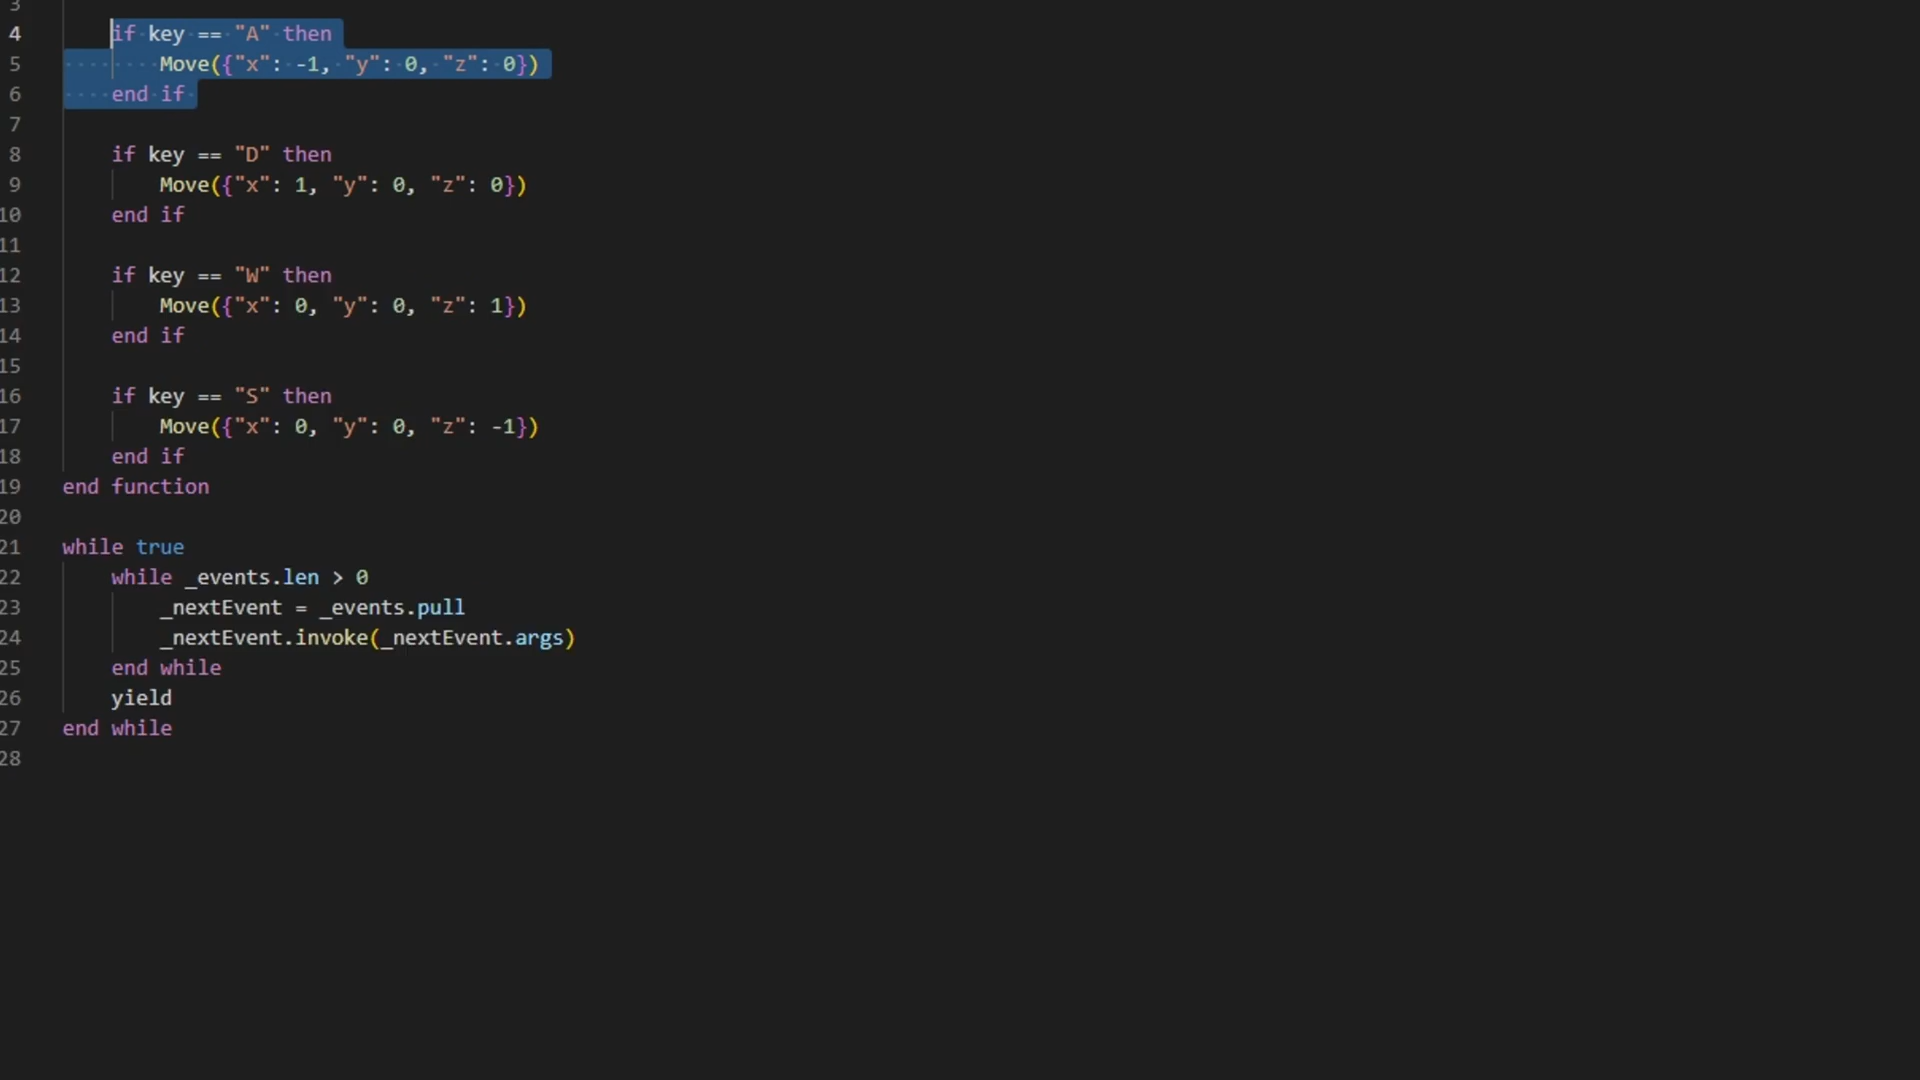 3
4 if key == "A" then
5 Move({"x": -1, "y": 0, "z": 0})
6 end if
7
8 if key == "D" then
9 Move({"x": 1, "y": 0, "z": 0})
10 end if
11
12 if key == "W" then
13 Move({"x": 0, "y": 0, "z": 1})
14 end if
15
16 if key == "S" then
17 Move({"x": 0, "y": 0, "z": -1})
18 end if
19 end function
20
21 while true
22 while _events.len > 0
23 _nextEvent = _events.pull
24 _nextEvent.invoke(_nextEvent.args)
25 end while
26 yield
27 end while
28